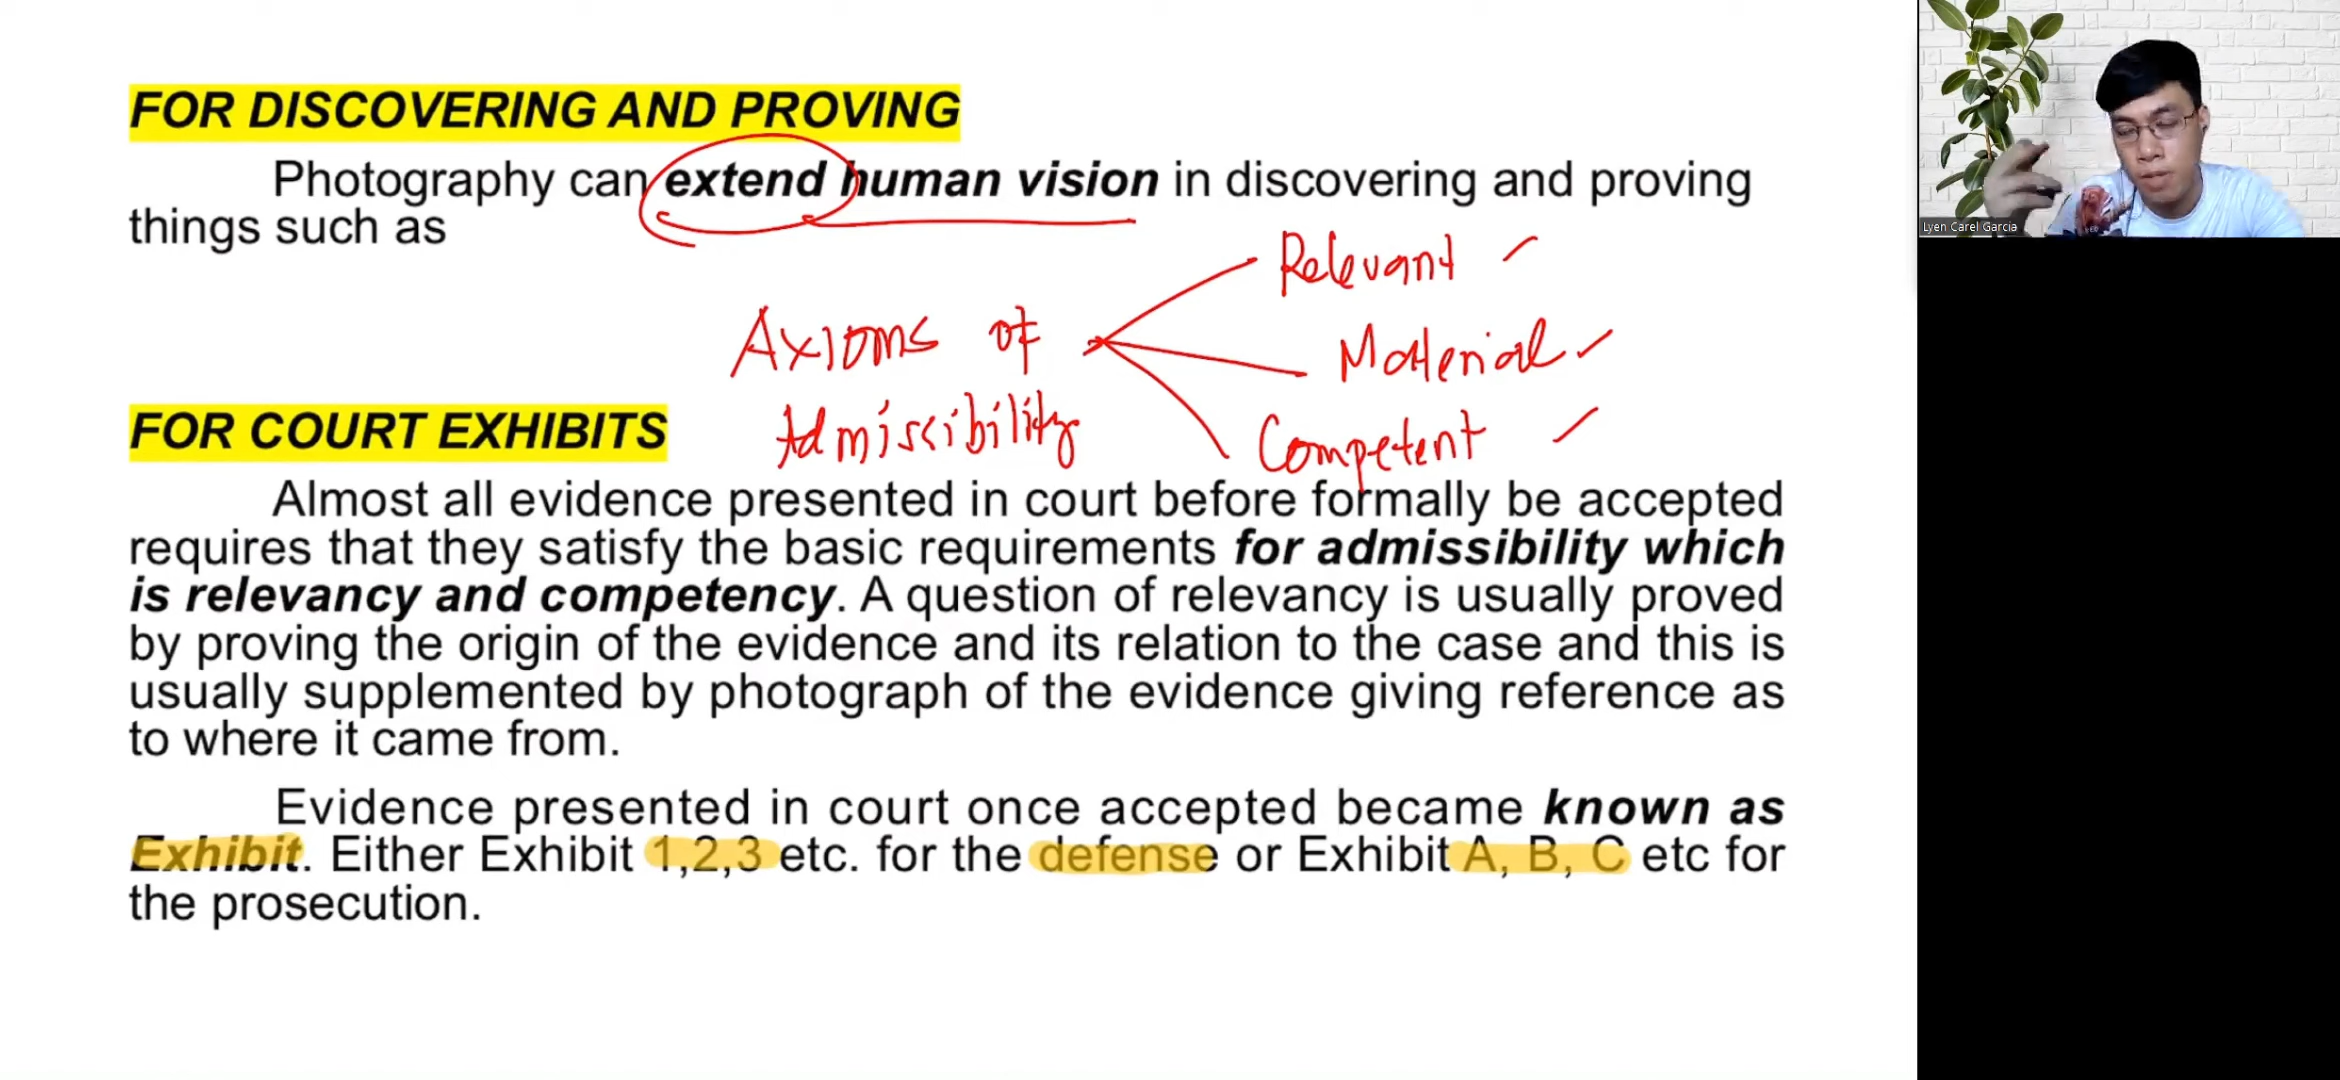 FOR DISCOVERING AND PROVING
Photography can extend human vision in discovering and proving
things such as
Relevant
Axioms of
Material
Admissibility
Competent
FOR COURT EXHIBITS
Almost all evidence presented in court before formally be accepted
requires that they satisfy the basic requirements for admissibility which
is relevancy and competency. A question of relevancy is usually proved
by proving the origin of the evidence and its relation to the case and this is
usually supplemented by photograph of the evidence giving reference as
to where it came from.
Evidence presented in court once accepted became known as
Exhibit. Either Exhibit 1,2,3 etc. for the defense or Exhibit A, B, C etc for
the prosecution.
Lyen Carel Garcia